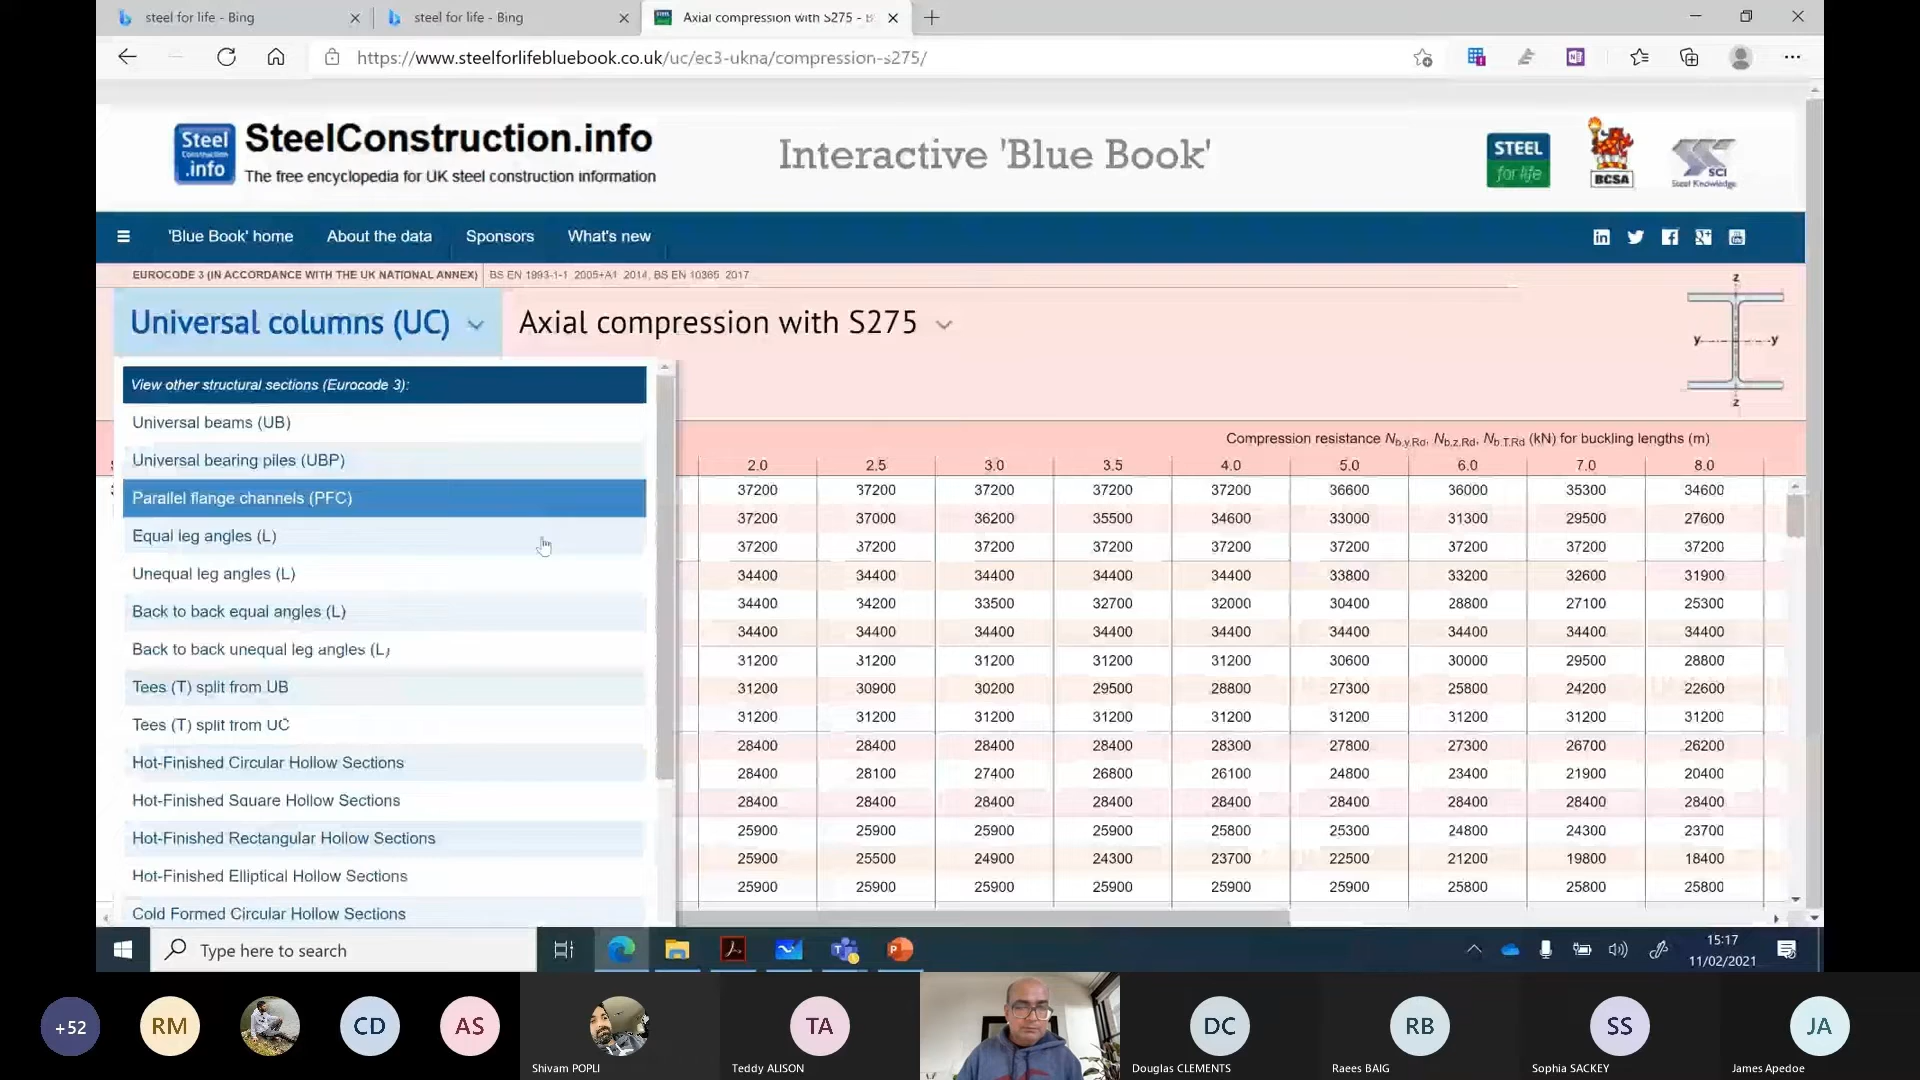 steel for life - Bing
steel for life - Bing
Axial compression with S275 - B
https://www.steelforlifebluebook.co.uk/uc/ec3-ukna/compression-s275/
Steel
Construction
.info
SteelConstruction.info
The free encyclopedia for UK steel construction information
Interactive 'Blue Book'
STEEL
for life
BCSA
SCI
Steel Knowledge
'Blue Book' home
About the data
Sponsors
What's new
EUROCODE 3 (IN ACCORDANCE WITH THE UK NATIONAL ANNEX)
BS EN 1993-1-1 2005+A1 2014, BS EN 10365 2017
Universal columns (UC)
Axial compression with S275
z
y y
z
View other structural sections (Eurocode 3):
Universal beams (UB)
Universal bearing piles (UBP)
Parallel flange channels (PFC)
Equal leg angles (L)
Unequal leg angles (L)
Back to back equal angles (L)
Back to back unequal leg angles (L)
Tees (T) split from UB
Tees (T) split from UC
Hot-Finished Circular Hollow Sections
Hot-Finished Square Hollow Sections
Hot-Finished Rectangular Hollow Sections
Hot-Finished Elliptical Hollow Sections
Cold Formed Circular Hollow Sections
Compression resistance Nb,y,Rd, Nb,z,Rd, Nb,T,Rd (kN) for buckling lengths (m)
2.0 2.5 3.0 3.5 4.0 5.0 6.0 7.0 8.0
37200 37200 37200 37200 37200 36600 36000 35300 34600
37200 37000 36200 35500 34600 33000 31300 29500 27600
37200 37200 37200 37200 37200 37200 37200 37200 37200
34400 34400 34400 34400 34400 33800 33200 32600 31900
34400 34200 33500 32700 32000 30400 28800 27100 25300
34400 34400 34400 34400 34400 34400 34400 34400 34400
31200 31200 31200 31200 31200 30600 30000 29500 28800
31200 30900 30200 29500 28800 27300 25800 24200 22600
31200 31200 31200 31200 31200 31200 31200 31200 31200
28400 28400 28400 28400 28300 27800 27300 26700 26200
28400 28100 27400 26800 26100 24800 23400 21900 20400
28400 28400 28400 28400 28400 28400 28400 28400 28400
25900 25900 25900 25900 25800 25300 24800 24300 23700
25900 25500 24900 24300 23700 22500 21200 19800 18400
25900 25900 25900 25900 25900 25900 25800 25800 25800
Type here to search
15:17
11/02/2021
+52
RM
CD
AS
TA
DC
RB
SS
JA
Shivam POPLI
Teddy ALISON
Douglas CLEMENTS
Raees BAIG
Sophia SACKEY
James Apedoe